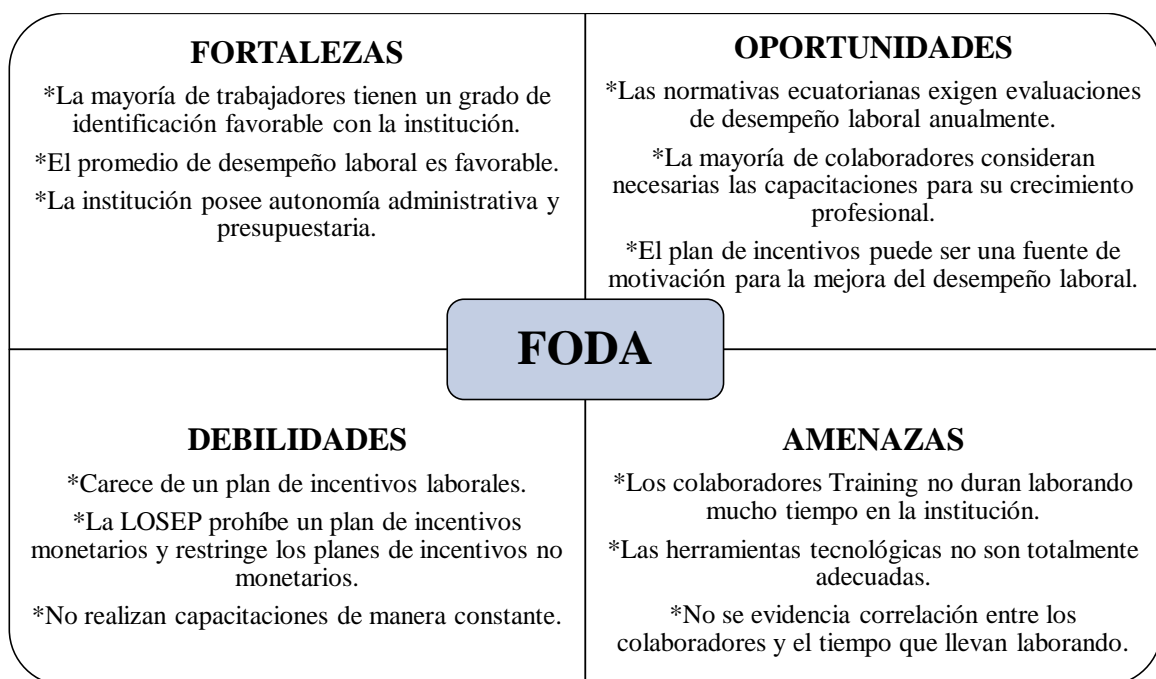 FORTALEZAS
*La mayoría de trabajadores tienen un grado de
identificación favorable con la institución.
*El promedio de desempeño laboral es favorable.
*La institución posee autonomía administrativa y
presupuestaria.
OPORTUNIDADES
*Las normativas ecuatorianas exigen evaluaciones
de desempeño laboral anualmente.
*La mayoría de colaboradores consideran
necesarias las capacitaciones para su crecimiento
profesional.
*El plan de incentivos puede ser una fuente de
motivación para la mejora del desempeño laboral.
FODA
DEBILIDADES
*Carece de un plan de incentivos laborales.
*La LOSEP prohíbe un plan de incentivos
monetarios y restringe los planes de incentivos no
monetarios.
*No realizan capacitaciones de manera constante.
AMENAZAS
*Los colaboradores Training no duran laborando
mucho tiempo en la institución.
*Las herramientas tecnológicas no son totalmente
adecuadas.
*No se evidencia correlación entre los
colaboradores y el tiempo que llevan laborando.